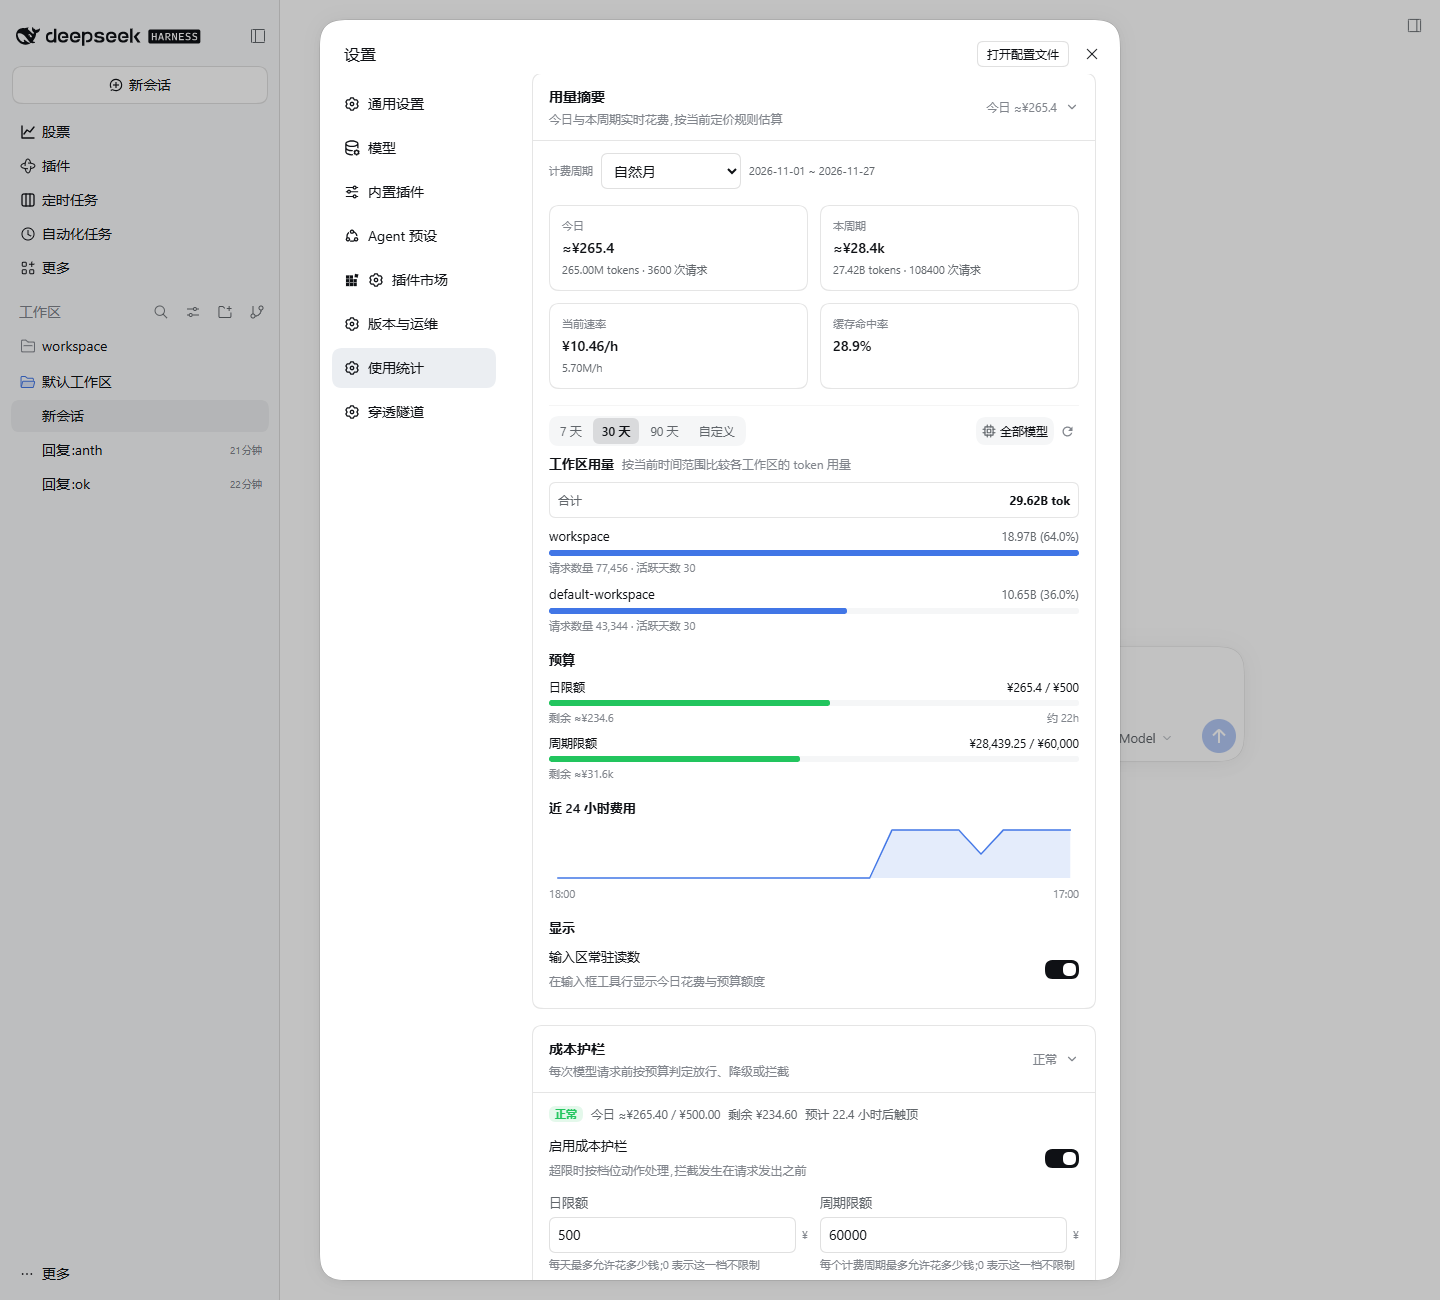 deepseek HARNESS
新会话
股票
插件
定时任务
自动化任务
更多
工作区
workspace
默认工作区
新会话
回复:anth 21分钟
回复:ok 22分钟
更多
设置
打开配置文件
通用设置
模型
内置插件
Agent 预设
插件市场
版本与运维
使用统计
穿透隧道
用量摘要
今日与本周期实时花费,按当前定价规则估算
今日 ≈¥265.4
计费周期 自然月 2026-11-01 ~ 2026-11-27
今日
≈¥265.4
265.00M tokens · 3600 次请求
本周期
≈¥28.4k
27.42B tokens · 108400 次请求
当前速率
¥10.46/h
5.70M/h
缓存命中率
28.9%
7 天 30 天 90 天 自定义
全部模型
工作区用量 按当前时间范围比较各工作区的 token 用量
合计 29.62B tok
workspace 18.97B (64.0%)
请求数量 77,456 · 活跃天数 30
default-workspace 10.65B (36.0%)
请求数量 43,344 · 活跃天数 30
预算
日限额 ¥265.4 / ¥500
剩余 ≈¥234.6 约 22h
周期限额 ¥28,439.25 / ¥60,000
剩余 ≈¥31.6k
近 24 小时费用
18:00 17:00
显示
输入区常驻读数
在输入框工具行显示今日花费与预算额度
成本护栏
每次模型请求前按预算判定放行、降级或拦截
正常
正常 今日 ≈¥265.40 / ¥500.00 剩余 ¥234.60 预计 22.4 小时后触顶
启用成本护栏
超限时按档位动作处理,拦截发生在请求发出之前
日限额
500 ¥
每天最多允许花多少钱;0 表示这一档不限制
周期限额
60000 ¥
每个计费周期最多允许花多少钱;0 表示这一档不限制
Model